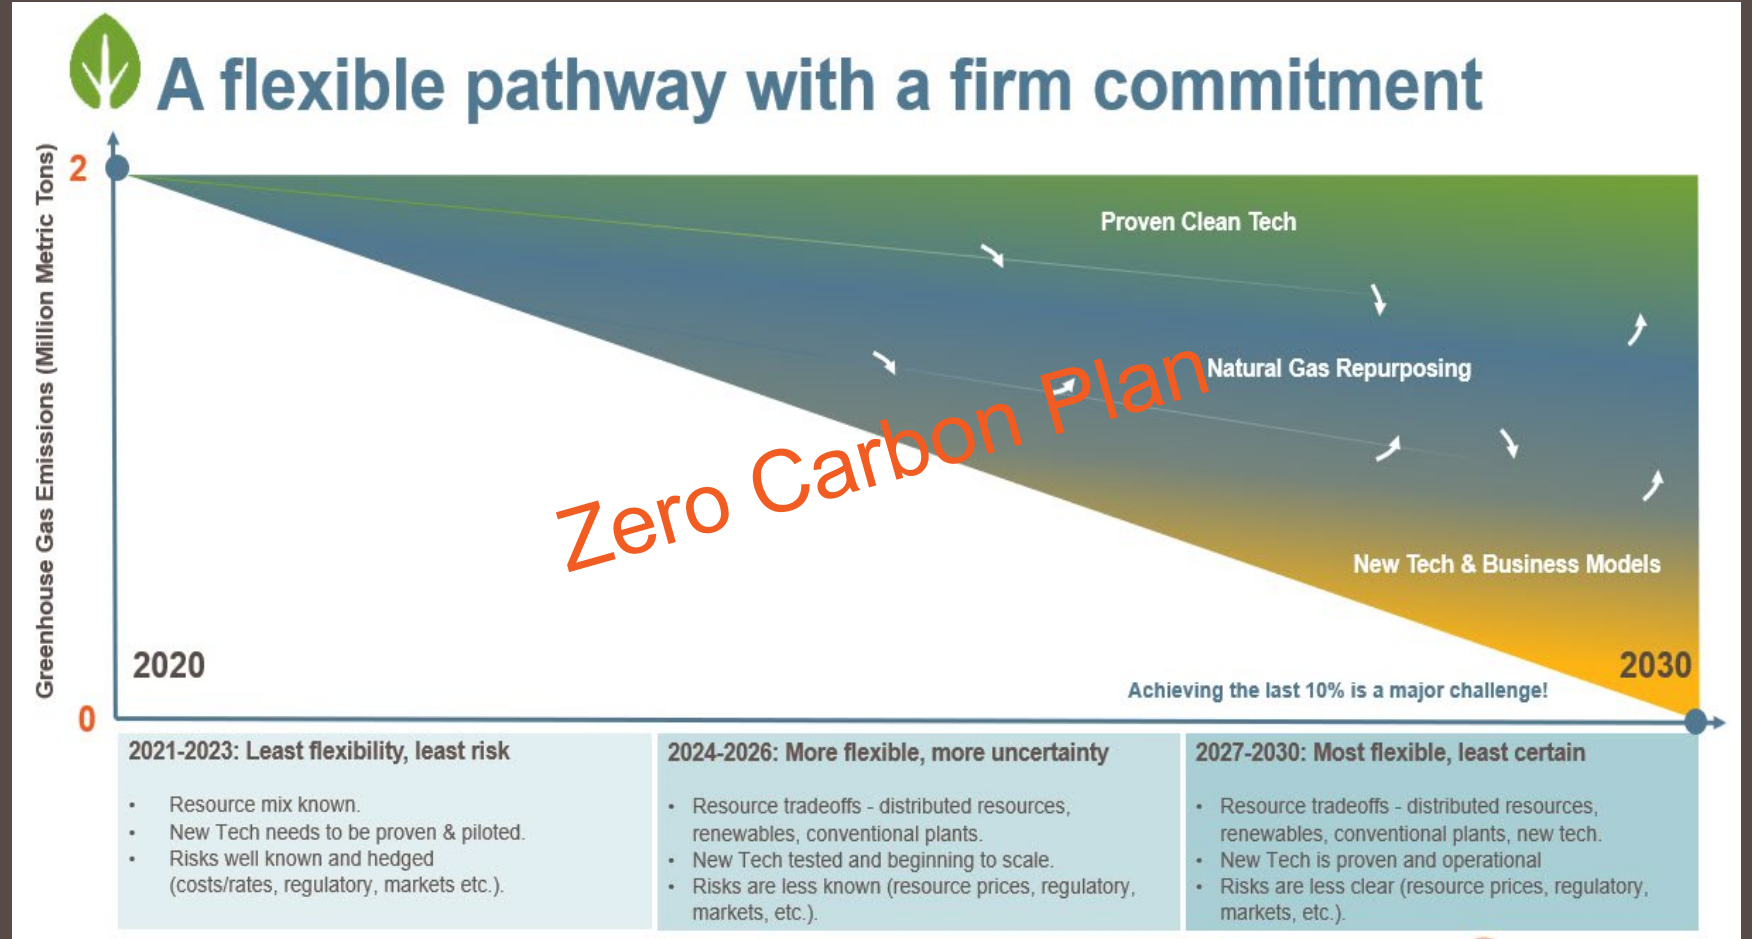 A flexible pathway with a firm commitment
Greenhouse Gas Emissions (Million Metric Tons)
2
Proven Clean Tech
Natural Gas Repurposing
Zero Carbon Plan
New Tech & Business Models
2020
2030
Achieving the last 10% is a major challenge!
0
2021-2023: Least flexibility, least risk
• Resource mix known.
• New Tech needs to be proven & piloted.
• Risks well known and hedged
(costs/rates, regulatory, markets etc.).
2024-2026: More flexible, more uncertainty
• Resource tradeoffs - distributed resources,
renewables, conventional plants.
• New Tech tested and beginning to scale.
• Risks are less known (resource prices, regulatory,
markets, etc.).
2027-2030: Most flexible, least certain
• Resource tradeoffs - distributed resources,
renewables, conventional plants, new tech.
• New Tech is proven and operational
• Risks are less clear (resource prices, regulatory,
markets, etc.).